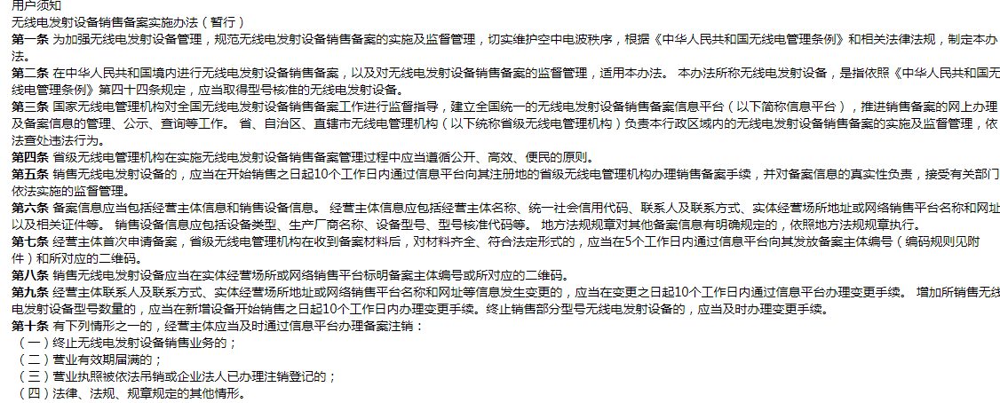 用户须知
无线电发射设备销售备案实施办法（暂行）
第一条 为加强无线电发射设备管理，规范无线电发射设备销售备案的实施及监督管理，切实维护空中电波秩序，根据《中华人民共和国无线电管理条例》和相关法律法规，制定本办
法。
第二条 在中华人民共和国境内进行无线电发射设备销售备案，以及对无线电发射设备销售备案的监督管理，适用本办法。 本办法所称无线电发射设备，是指依照《中华人民共和国无
线电管理条例》第四十四条规定，应当取得型号核准的无线电发射设备。
第三条 国家无线电管理机构对全国无线电发射设备销售备案工作进行监督指导，建立全国统一的无线电发射设备销售备案信息平台（以下简称信息平台），推进销售备案的网上办理
及备案信息的管理、公示、查询等工作。 省、自治区、直辖市无线电管理机构（以下统称省级无线电管理机构）负责本行政区域内的无线电发射设备销售备案的实施及监督管理，依
法查处违法行为。
第四条 省级无线电管理机构在实施无线电发射设备销售备案管理过程中应当遵循公开、高效、便民的原则。
第五条 销售无线电发射设备的，应当在开始销售之日起10个工作日内通过信息平台向其注册地的省级无线电管理机构办理销售备案手续，并对备案信息的真实性负责，接受有关部门
依法实施的监督管理。
第六条 备案信息应当包括经营主体信息和销售设备信息。 经营主体信息应包括经营主体名称、统一社会信用代码、联系人及联系方式、实体经营场所地址或网络销售平台名称和网址
以及相关证件等。 销售设备信息应包括设备类型、生产厂商名称、设备型号、型号核准代码等。 地方法规规章对其他备案信息有明确规定的，依照地方法规规章执行。
第七条 经营主体首次申请备案，省级无线电管理机构在收到备案材料后，对材料齐全、符合法定形式的，应当在5个工作日内通过信息平台向其发放备案主体编号（编码规则见附
件）和所对应的二维码。
第八条 销售无线电发射设备应当在实体经营场所或网络销售平台标明备案主体编号或所对应的二维码。
第九条 经营主体联系人及联系方式、实体经营场所地址或网络销售平台名称和网址等信息发生变更的，应当在变更之日起10个工作日内通过信息平台办理变更手续。 增加所销售无线
电发射设备型号数量的，应当在新增设备开始销售之日起10个工作日内办理变更手续。终止销售部分型号无线电发射设备的，应当及时办理变更手续。
第十条 有下列情形之一的，经营主体应当及时通过信息平台办理备案注销：
（一）终止无线电发射设备销售业务的；
（二）营业有效期届满的；
（三）营业执照被依法吊销或企业法人已办理注销登记的；
（四）法律、法规、规章规定的其他情形。